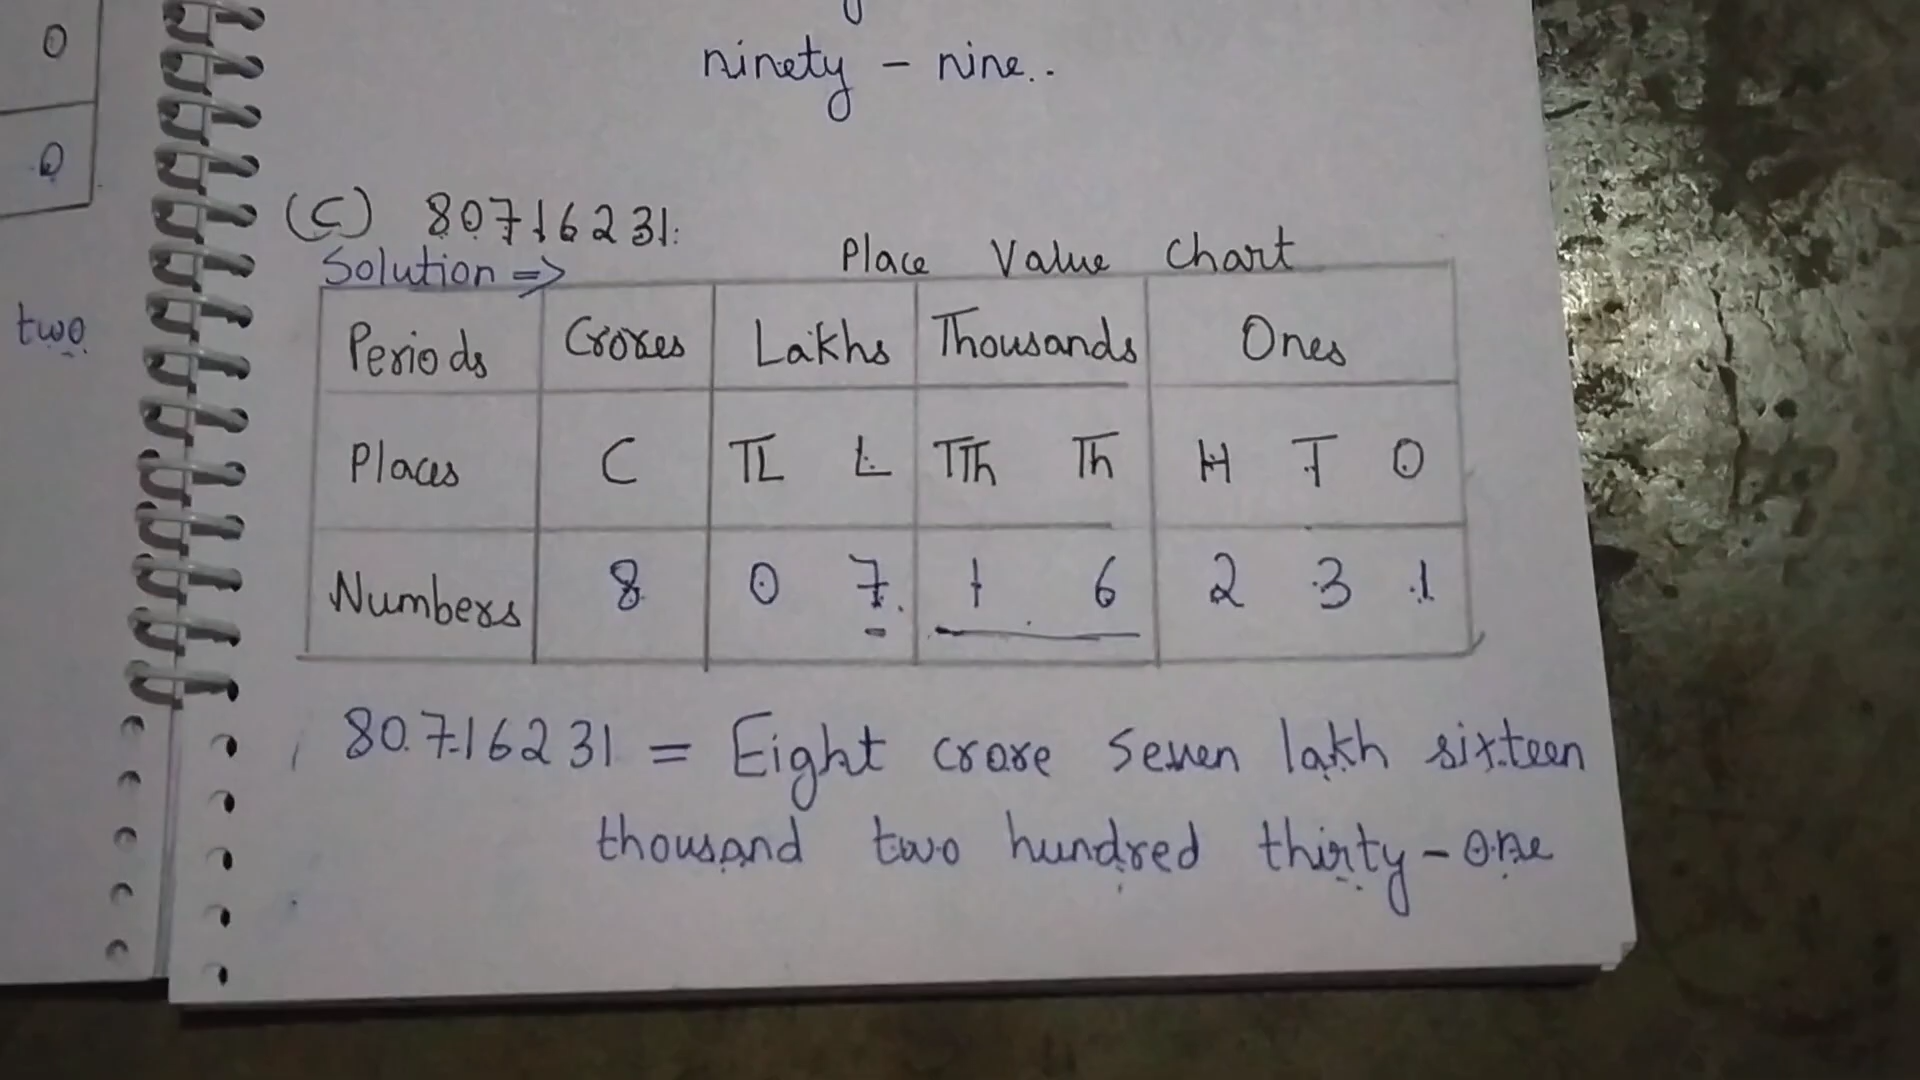 0
0
two
ninety - nine..
(C) 80716231:
Solution =>
Place Value Chart
Periods Crores Lakhs Thousands Ones
Places C TL L TTh Th H T O
Numbers 8 0 7 1 6 2 3 1
80716231 = Eight crore seven lakh sixteen
thousand two hundred thirty-one